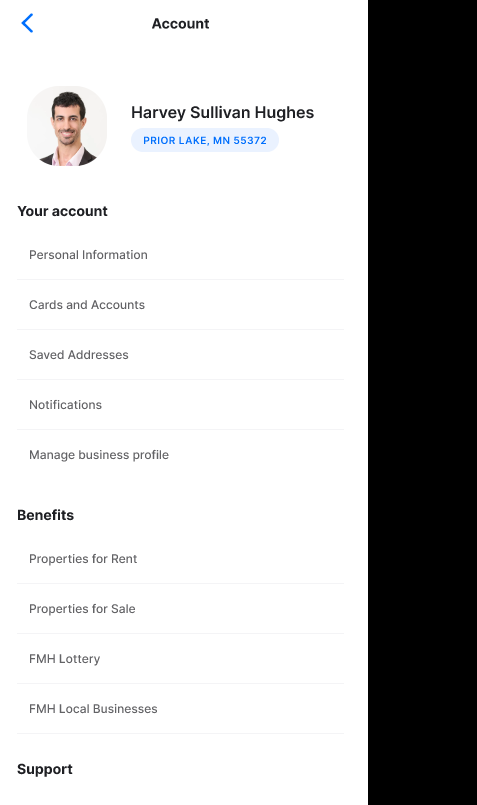 Account
Harvey Sullivan Hughes
PRIOR LAKE, MN 55372
Your account
Personal Information
Cards and Accounts
Saved Addresses
Notifications
Manage business profile
Benefits
Properties for Rent
Properties for Sale
FMH Lottery
FMH Local Businesses
Support